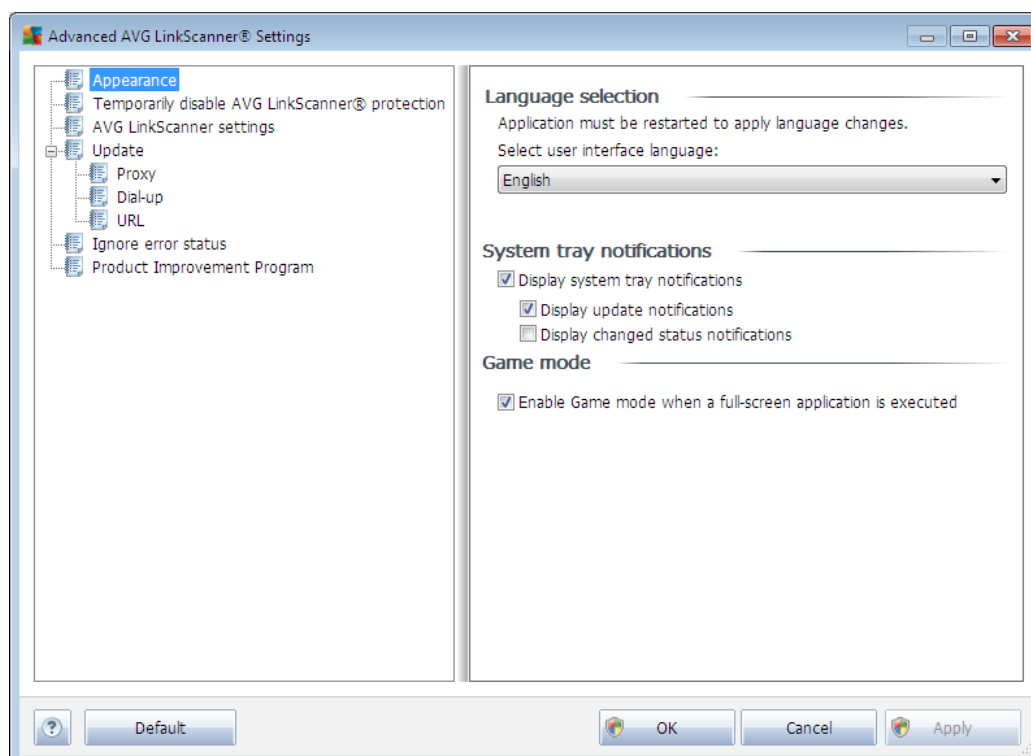 Advanced AVG LinkScanner® Settings
Appearance
Temporarily disable AVG LinkScanner® protection
AVG LinkScanner settings
Update
Proxy
Dial-up
URL
Ignore error status
Product Improvement Program
Language selection
Application must be restarted to apply language changes.
Select user interface language:
English
System tray notifications
Display system tray notifications
Display update notifications
Display changed status notifications
Game mode
Enable Game mode when a full-screen application is executed
?
Default
OK
Cancel
Apply